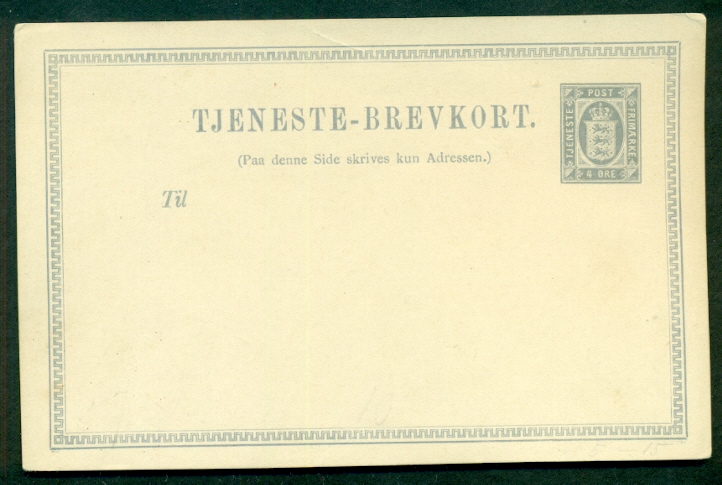 TJENESTE-BREVKORT.
(Paa denne Side skrives kun Adressen.)
Til
POST
TJENESTE
FRIMÆRKE
4 ØRE